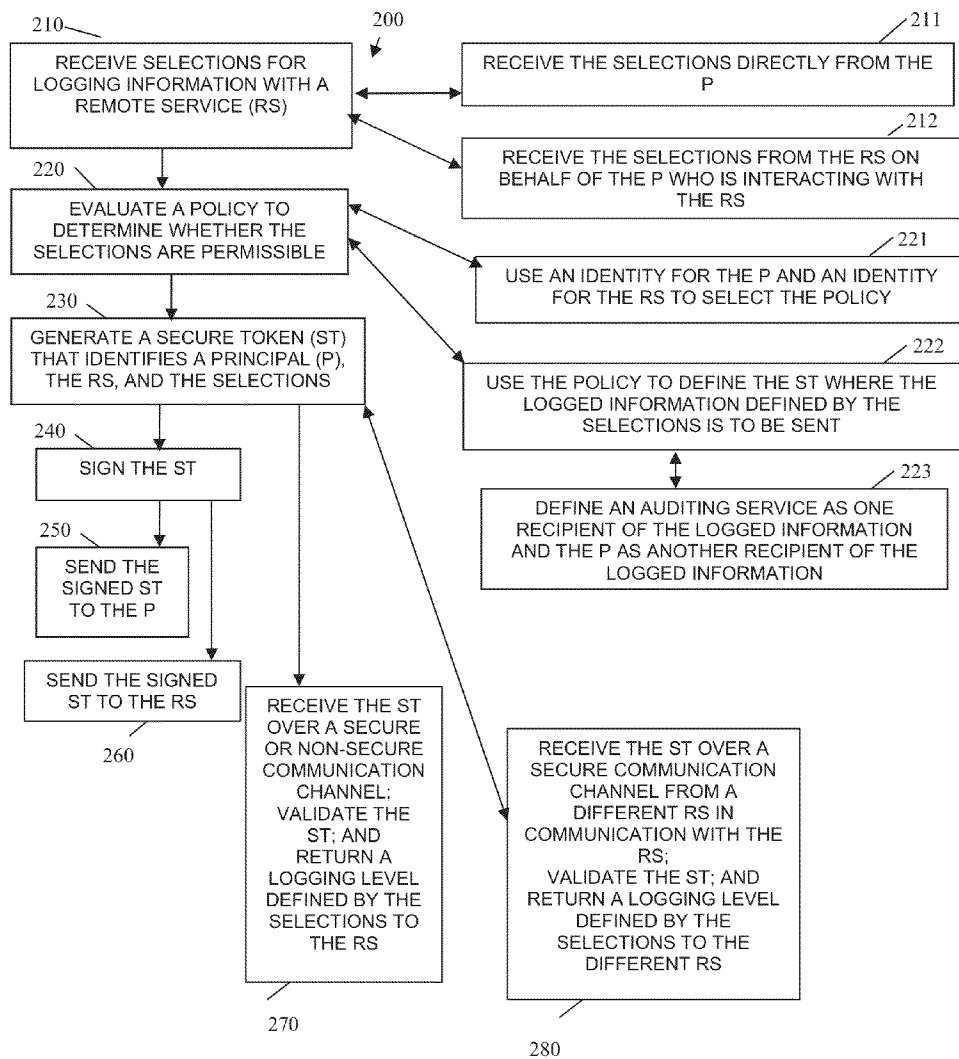 210
200
211
RECEIVE SELECTIONS FOR
LOGGING INFORMATION WITH A
REMOTE SERVICE (RS)
RECEIVE THE SELECTIONS DIRECTLY FROM THE
P
212
RECEIVE THE SELECTIONS FROM THE RS ON
BEHALF OF THE P WHO IS INTERACTING WITH
THE RS
220
EVALUATE A POLICY TO
DETERMINE WHETHER THE
SELECTIONS ARE PERMISSIBLE
221
USE AN IDENTITY FOR THE P AND AN IDENTITY
FOR THE RS TO SELECT THE POLICY
230
GENERATE A SECURE TOKEN (ST)
THAT IDENTIFIES A PRINCIPAL (P),
THE RS, AND THE SELECTIONS
222
USE THE POLICY TO DEFINE THE ST WHERE THE
LOGGED INFORMATION DEFINED BY THE
SELECTIONS IS TO BE SENT
240
SIGN THE ST
223
DEFINE AN AUDITING SERVICE AS ONE
RECIPIENT OF THE LOGGED INFORMATION
AND THE P AS ANOTHER RECIPIENT OF THE
LOGGED INFORMATION
250
SEND THE
SIGNED ST
TO THE P
SEND THE SIGNED
ST TO THE RS
260
RECEIVE THE ST
OVER A SECURE
OR NON-SECURE
COMMUNICATION
CHANNEL;
VALIDATE THE
ST; AND
RETURN A
LOGGING LEVEL
DEFINED BY THE
SELECTIONS TO
THE RS
270
RECEIVE THE ST OVER A
SECURE COMMUNICATION
CHANNEL FROM A
DIFFERENT RS IN
COMMUNICATION WITH THE
RS;
VALIDATE THE ST; AND
RETURN A LOGGING LEVEL
DEFINED BY THE
SELECTIONS TO THE
DIFFERENT RS
280